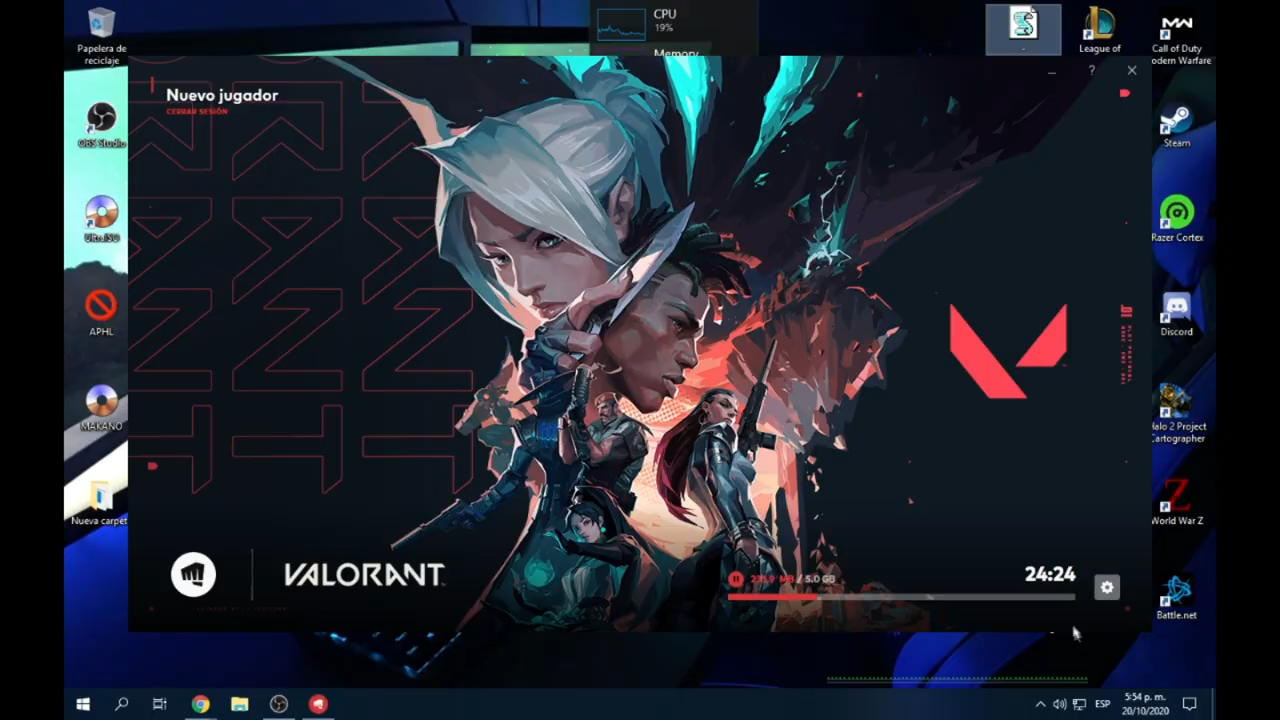 Papelera de
reciclaje
CPU
19%
Memory
League of
Call of Duty
odern Warfare
Nuevo jugador
CERRAR SESIÓN
OBS Studio
Steam
UltraISO
Razer Cortex
APHL
Discord
MAKANO
Halo 2 Project
Cartographer
Nueva carpet
World War Z
VALORANT
/ 5.0 GB
24:24
Battle.net
ESP
5:54 p. m.
20/10/2020